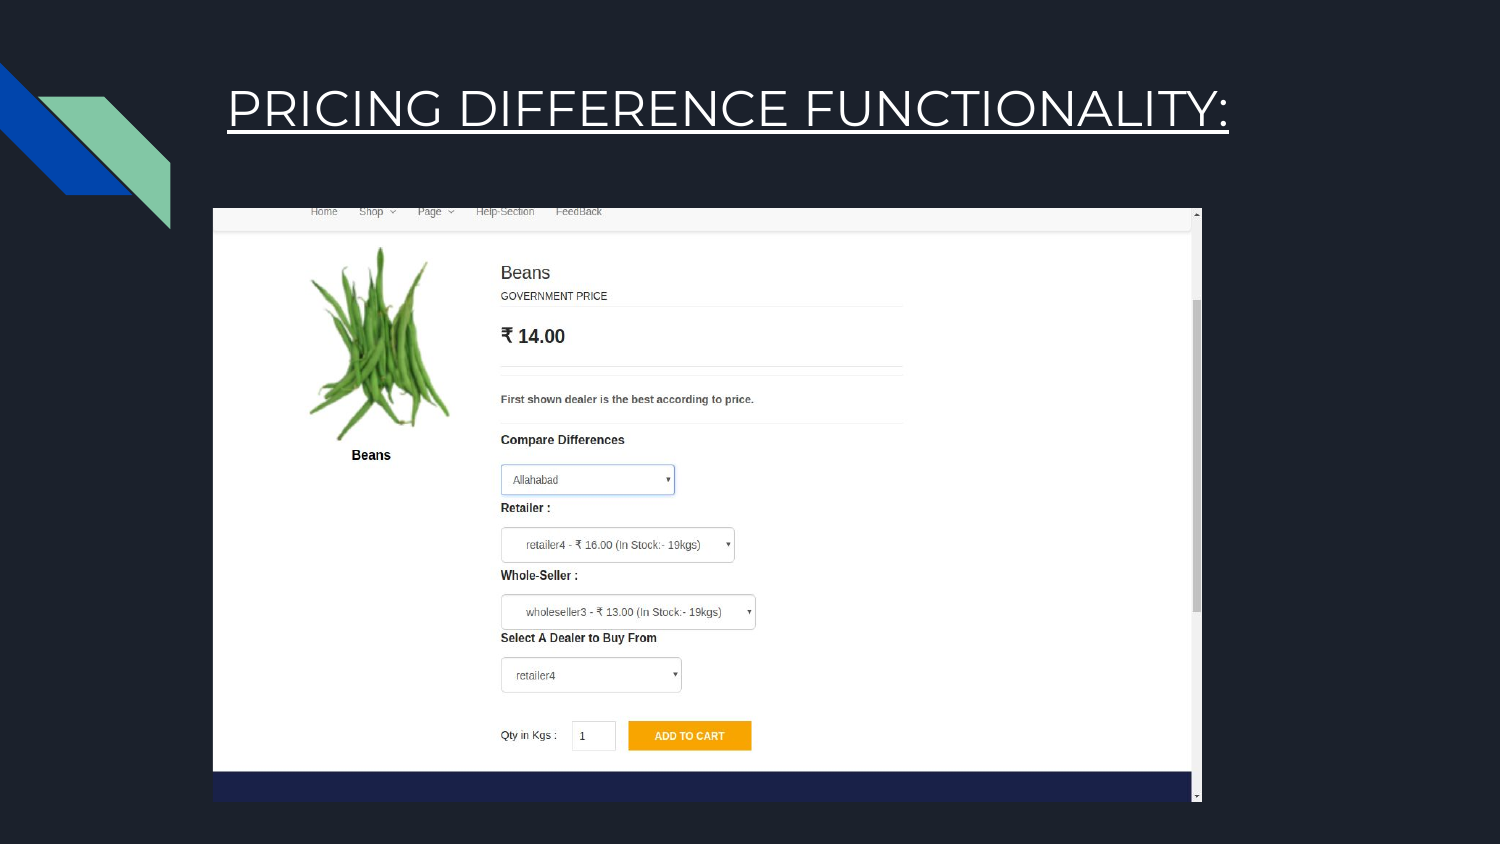 PRICING DIFFERENCE FUNCTIONALITY:
Home Shop Page Help-Section FeedBack
Beans
GOVERNMENT PRICE
₹ 14.00
First shown dealer is the best according to price.
Compare Differences
Beans
Allahabad
Retailer :
retailer4 - ₹ 16.00 (In Stock:- 19kgs)
Whole-Seller :
wholeseller3 - ₹ 13.00 (In Stock:- 19kgs)
Select A Dealer to Buy From
retailer4
Qty in Kgs : 1 ADD TO CART